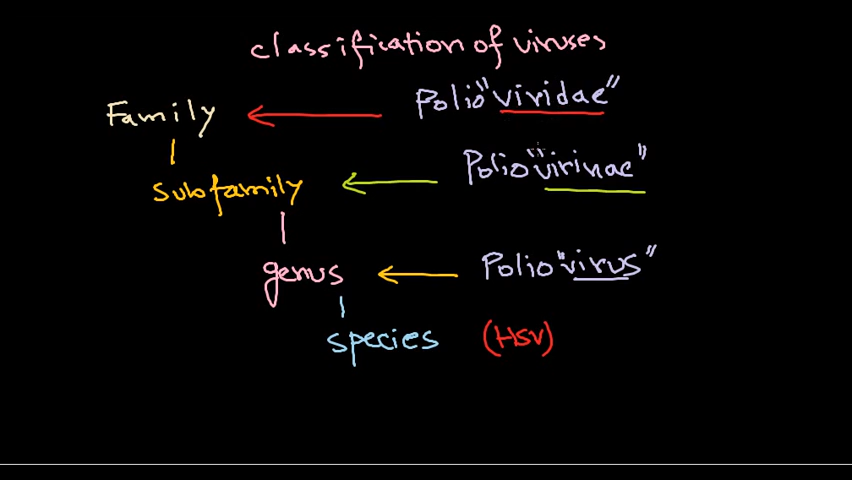 classification of viruses
Family ← Polio"viridae"
subfamily ← Polio"virinae"
genus ← Polio"virus"
species (HSV)